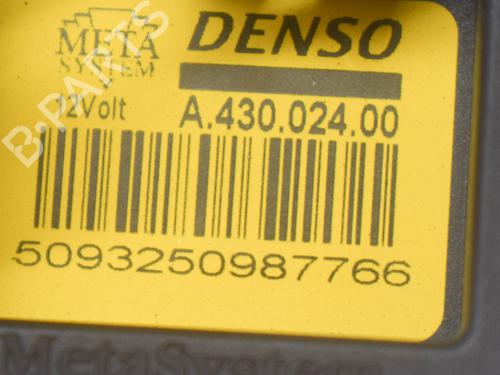 META
SYSTEM
DENSO
12Volt
A.430.024.00
5093250987766
MetaSystem
B-PARTS